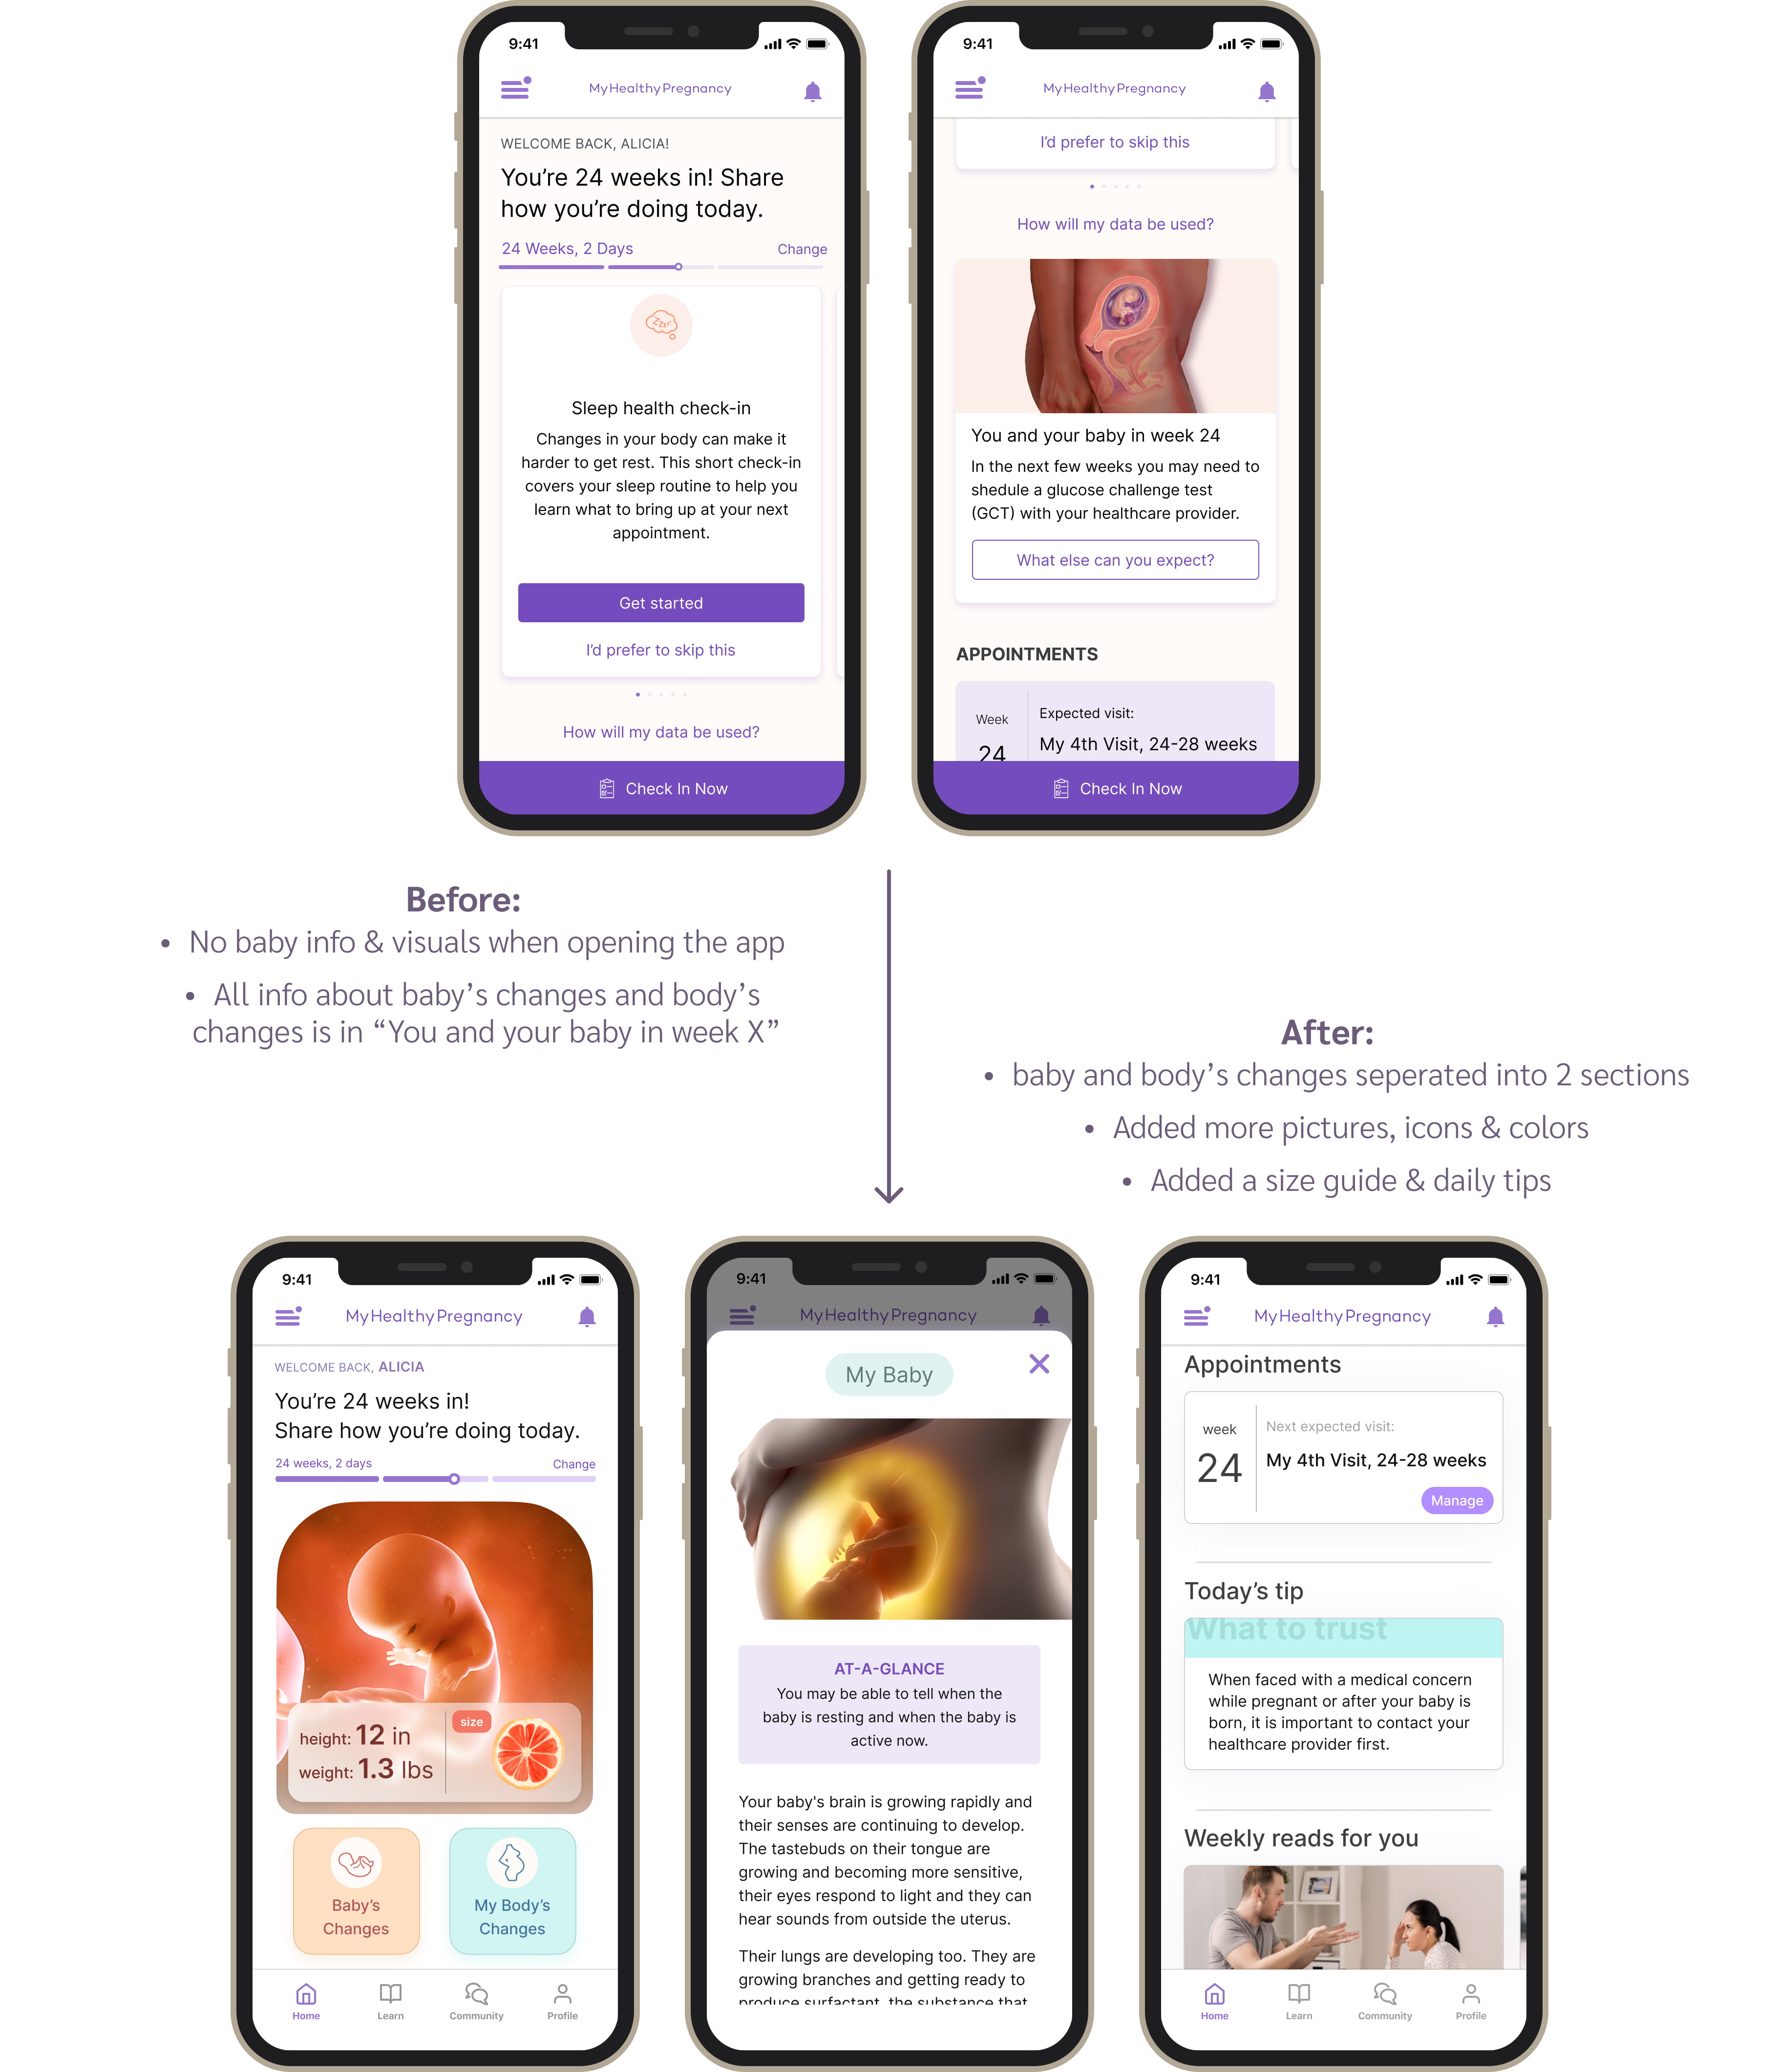 9:41
MyHealthyPregnancy
WELCOME BACK, ALICIA!
You’re 24 weeks in! Share
how you’re doing today.
24 Weeks, 2 Days
Change
Zzzz
Sleep health check-in
Changes in your body can make it
harder to get rest. This short check-in
covers your sleep routine to help you
learn what to bring up at your next
appointment.
Get started
I’d prefer to skip this
How will my data be used?
Check In Now
9:41
MyHealthyPregnancy
I’d prefer to skip this
How will my data be used?
You and your baby in week 24
In the next few weeks you may need to
shedule a glucose challenge test
(GCT) with your healthcare provider.
What else can you expect?
APPOINTMENTS
Week
24
Expected visit:
My 4th Visit, 24-28 weeks
Check In Now
Before:
• No baby info & visuals when opening the app
• All info about baby’s changes and body’s
changes is in “You and your baby in week X”
After:
• baby and body’s changes seperated into 2 sections
• Added more pictures, icons & colors
• Added a size guide & daily tips
9:41
MyHealthyPregnancy
WELCOME BACK, ALICIA
You’re 24 weeks in!
Share how you’re doing today.
24 weeks, 2 days
Change
height: 12 in
weight: 1.3 lbs
size
Baby’s
Changes
My Body’s
Changes
Home
Learn
Community
Profile
9:41
MyHealthyPregnancy
My Baby
AT-A-GLANCE
You may be able to tell when the
baby is resting and when the baby is
active now.
Your baby's brain is growing rapidly and
their senses are continuing to develop.
The tastebuds on their tongue are
growing and becoming more sensitive,
their eyes respond to light and they can
hear sounds from outside the uterus.
Their lungs are developing too. They are
growing branches and getting ready to
produce surfactant, the substance that
9:41
MyHealthyPregnancy
Appointments
week
24
Next expected visit:
My 4th Visit, 24-28 weeks
Manage
Today’s tip
What to trust
When faced with a medical concern
while pregnant or after your baby is
born, it is important to contact your
healthcare provider first.
Weekly reads for you
Home
Learn
Community
Profile